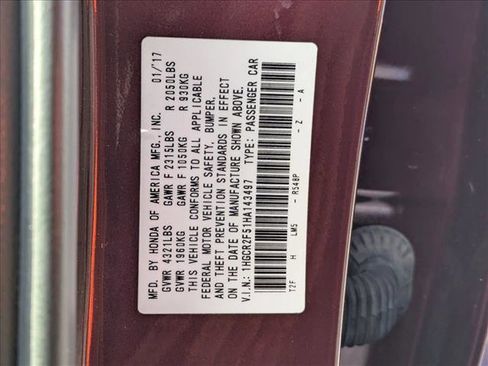 MFD. BY HONDA OF AMERICA MFG., INC. 01/'17
GVWR 4321LBS GAWR F 2315LBS R 2050LBS
GVWR 1960KG GAWR F 1050KG R 930KG
THIS VEHICLE CONFORMS TO ALL APPLICABLE
FEDERAL MOTOR VEHICLE SAFETY, BUMPER,
AND THEFT PREVENTION STANDARDS IN EFFECT
ON THE DATE OF MANUFACTURE SHOWN ABOVE.
V.I.N.: 1HGCR2F51HA143497 TYPE: PASSENGER CAR
T2F H LM5 - R548P - Z - A